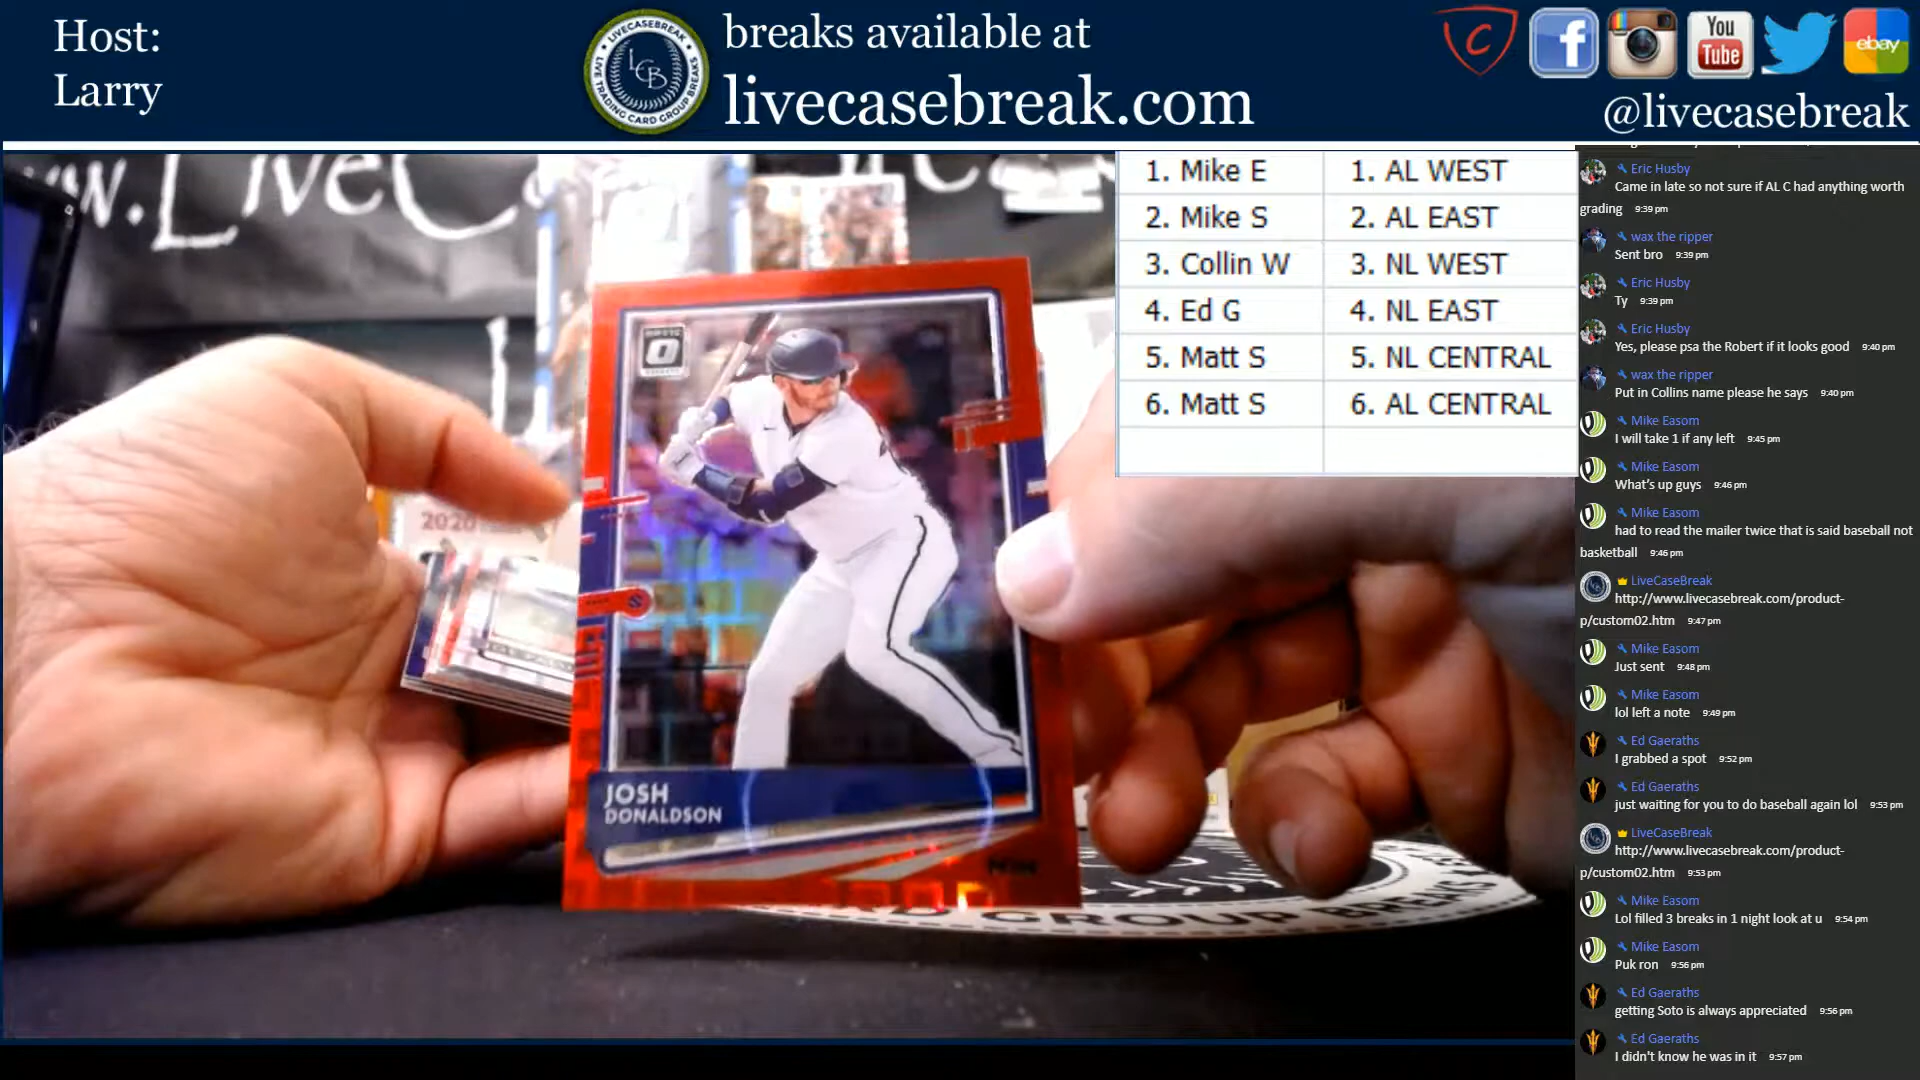 Host:
Larry
LIVECASEBREAK
LCB
LIVE TRADING CARD GROUP BREAKS
breaks available at
livecasebreak.com
C
f
You
Tube
ebay
@livecasebreak
w.LiveC
1. Mike E 1. AL WEST
2. Mike S 2. AL EAST
3. Collin W 3. NL WEST
4. Ed G 4. NL EAST
5. Matt S 5. NL CENTRAL
6. Matt S 6. AL CENTRAL
O
2020
JOSH
DONALDSON
GROUP BREAKS
Eric Husby
Came in late so not sure if AL C had anything worth
grading 9:39 pm
wax the ripper
Sent bro 9:39 pm
Eric Husby
Ty 9:39 pm
Eric Husby
Yes, please psa the Robert if it looks good 9:40 pm
wax the ripper
Put in Collins name please he says 9:40 pm
Mike Easom
I will take 1 if any left 9:45 pm
Mike Easom
What's up guys 9:46 pm
Mike Easom
had to read the mailer twice that is said baseball not
basketball 9:46 pm
LiveCaseBreak
http://www.livecasebreak.com/product-
p/custom02.htm 9:47 pm
Mike Easom
Just sent 9:48 pm
Mike Easom
lol left a note 9:49 pm
Ed Gaeraths
I grabbed a spot 9:52 pm
Ed Gaeraths
just waiting for you to do baseball again lol 9:53 pm
LiveCaseBreak
http://www.livecasebreak.com/product-
p/custom02.htm 9:53 pm
Mike Easom
Lol filled 3 breaks in 1 night look at u 9:54 pm
Mike Easom
Puk ron 9:56 pm
Ed Gaeraths
getting Soto is always appreciated 9:56 pm
Ed Gaeraths
I didn't know he was in it 9:57 pm